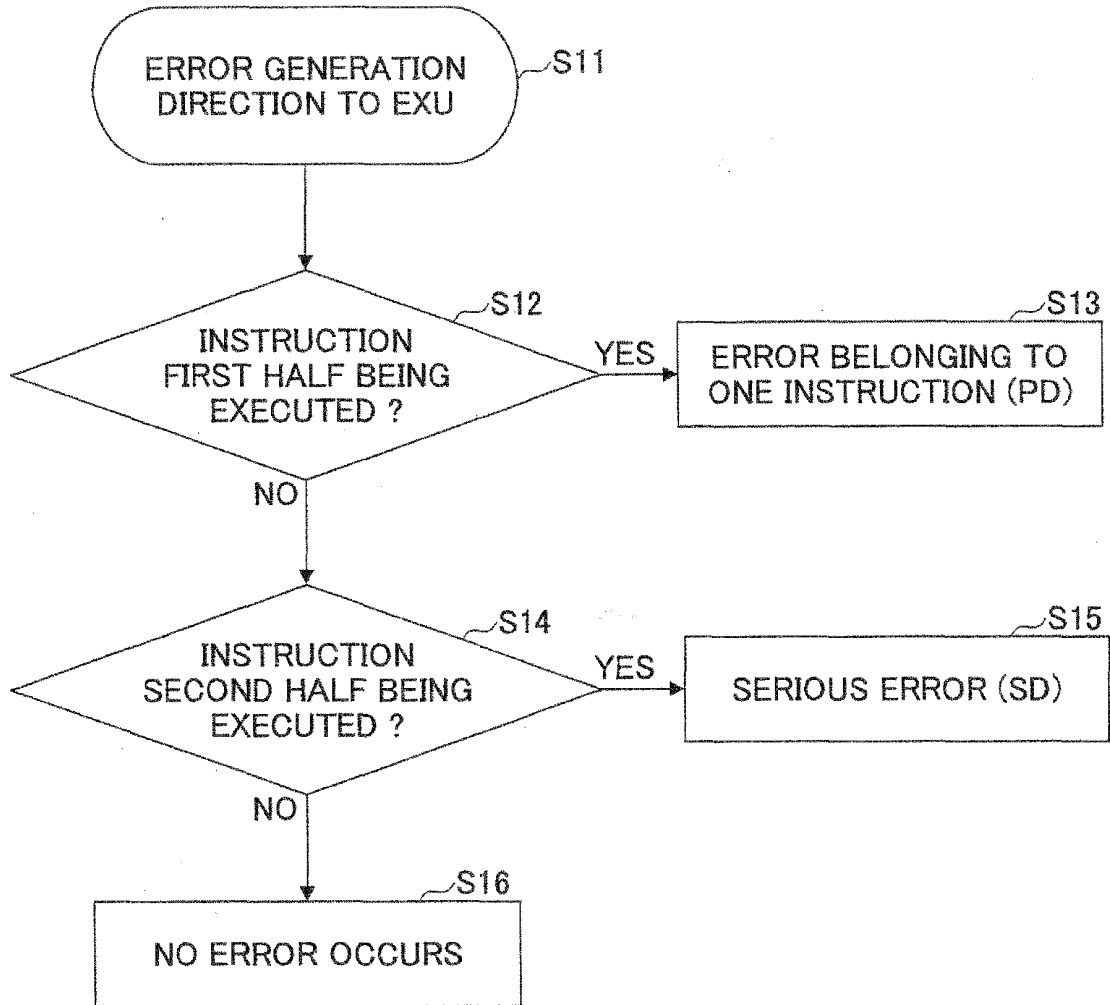 ERROR GENERATION
DIRECTION TO EXU
S11
S12
INSTRUCTION
FIRST HALF BEING
EXECUTED ?
YES
S13
ERROR BELONGING TO
ONE INSTRUCTION (PD)
NO
S14
INSTRUCTION
SECOND HALF BEING
EXECUTED ?
YES
S15
SERIOUS ERROR (SD)
NO
S16
NO ERROR OCCURS